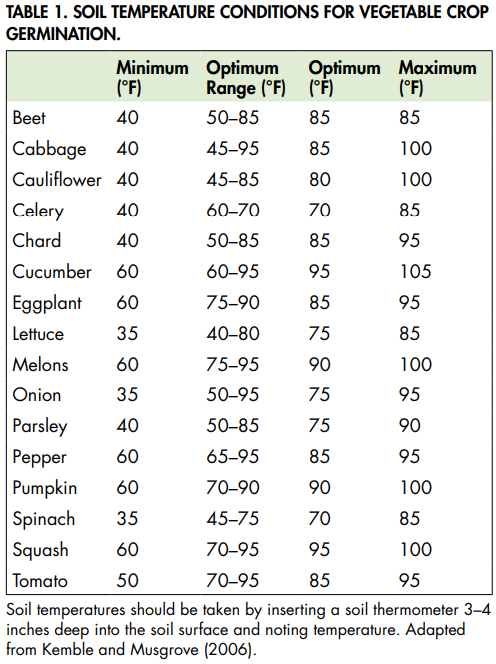 TABLE 1. SOIL TEMPERATURE CONDITIONS FOR VEGETABLE CROP
GERMINATION.
Minimum (°F) Optimum Range (°F) Optimum (°F) Maximum (°F)
Beet 40 50–85 85 85
Cabbage 40 45–95 85 100
Cauliflower 40 45–85 80 100
Celery 40 60–70 70 85
Chard 40 50–85 85 95
Cucumber 60 60–95 95 105
Eggplant 60 75–90 85 95
Lettuce 35 40–80 75 85
Melons 60 75–95 90 100
Onion 35 50–95 75 95
Parsley 40 50–85 75 90
Pepper 60 65–95 85 95
Pumpkin 60 70–90 90 100
Spinach 35 45–75 70 85
Squash 60 70–95 95 100
Tomato 50 70–95 85 95
Soil temperatures should be taken by inserting a soil thermometer 3–4
inches deep into the soil surface and noting temperature. Adapted
from Kemble and Musgrove (2006).